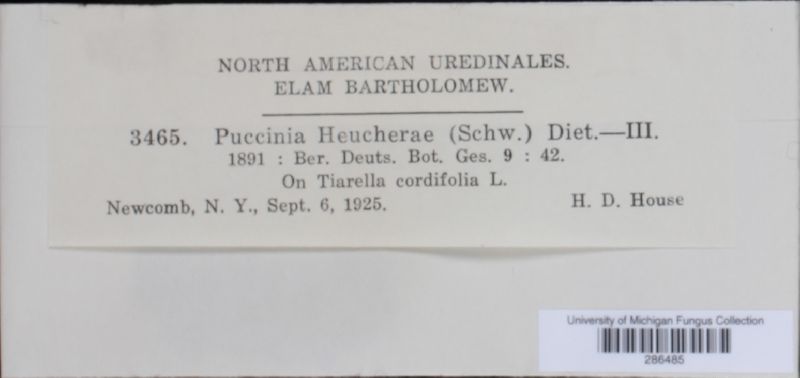 NORTH AMERICAN UREDINALES.
ELAM BARTHOLOMEW.
3465. Puccinia Heucherae (Schw.) Diet.—III.
1891 : Ber. Deuts. Bot. Ges. 9 : 42.
On Tiarella cordifolia L.
Newcomb, N. Y., Sept. 6, 1925. H. D. House
University of Michigan Fungus Collection
286485